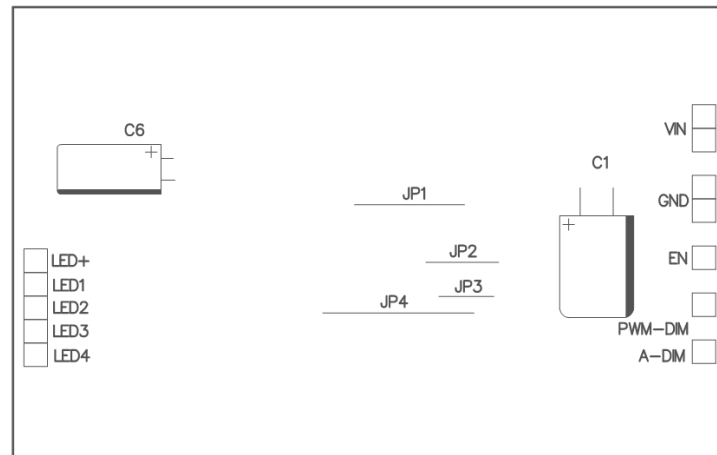 C6
VIN
C1
JP1
GND
LED+
JP2
EN
LED1
JP3
LED2
JP4
LED3
PWM-DIM
LED4
A-DIM